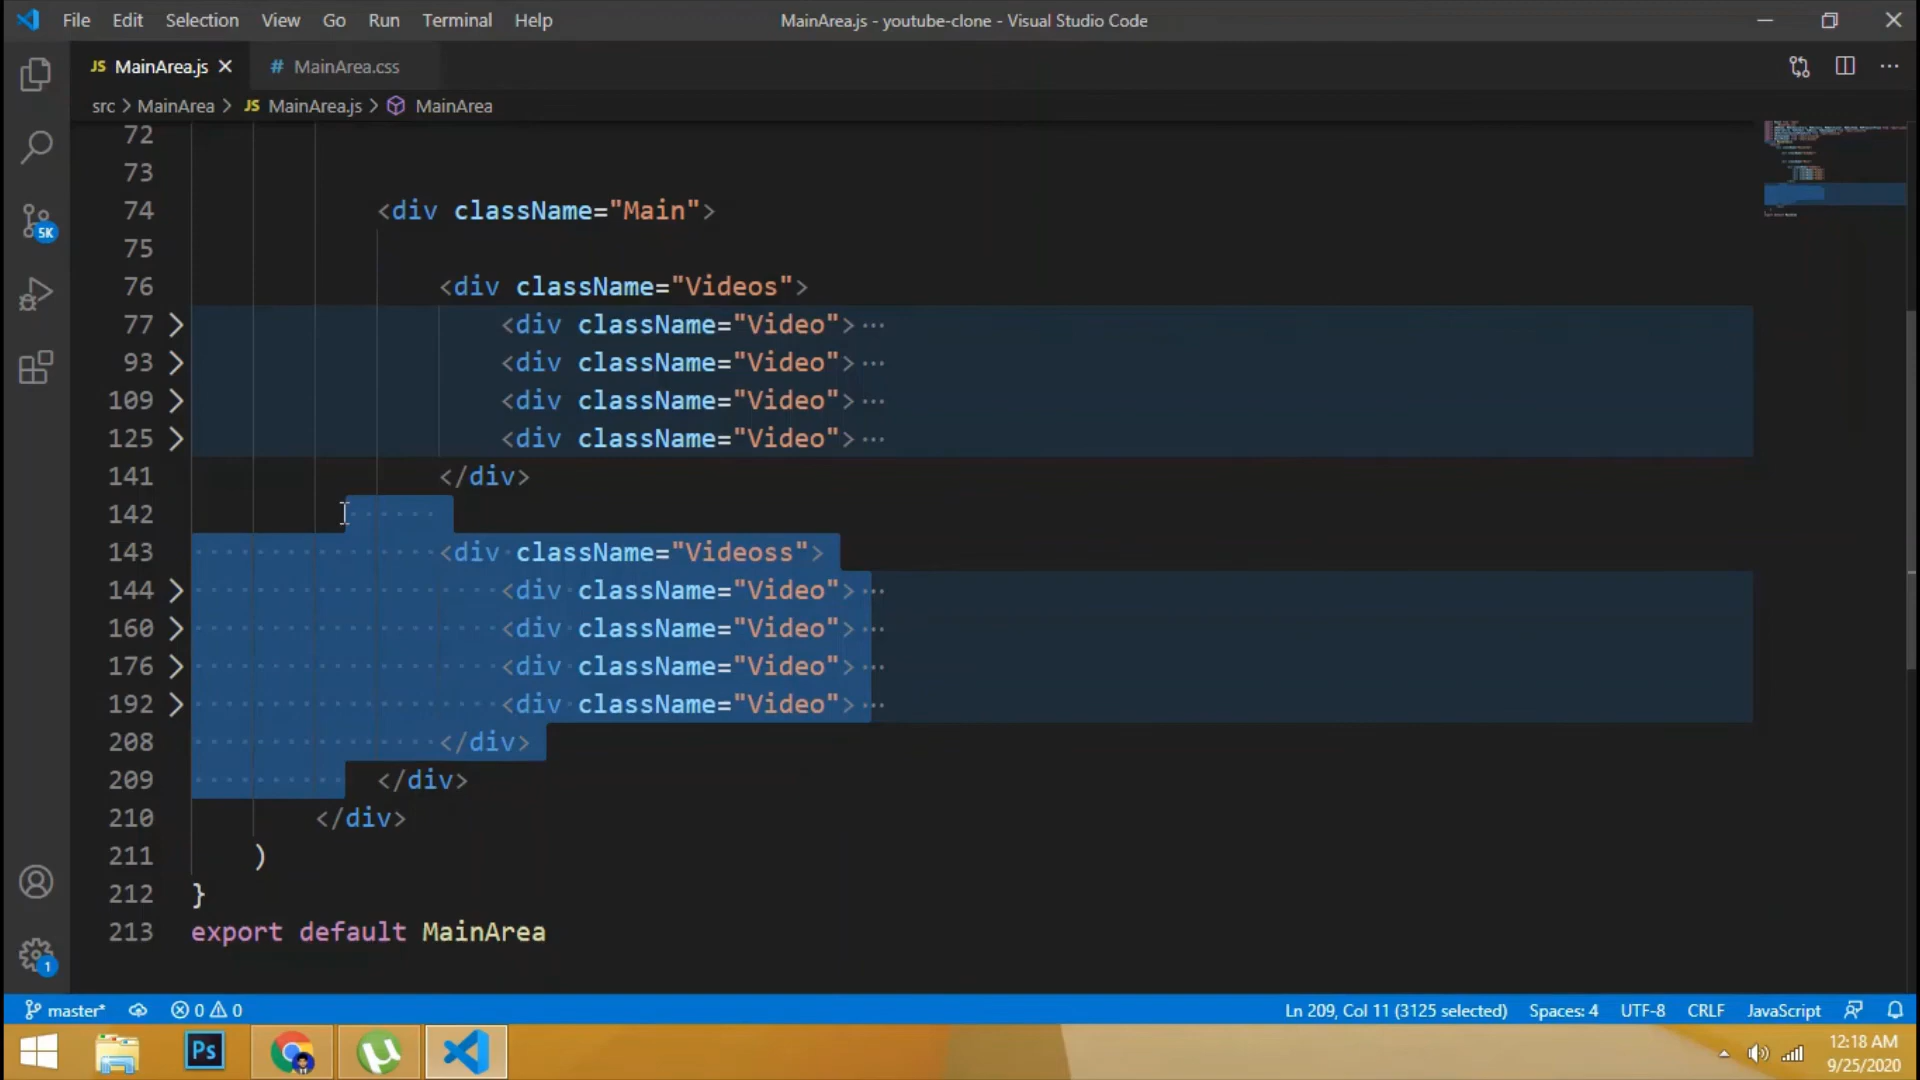 File Edit Selection View Go Run Terminal Help MainArea.js - youtube-clone - Visual Studio Code
JS MainArea.js # MainArea.css
src > MainArea > JS MainArea.js > MainArea
72
73
74 <div className="Main">
75
76 <div className="Videos">
77 <div className="Video">...
93 <div className="Video">...
109 <div className="Video">...
125 <div className="Video">...
141 </div>
142
143 <div className="Videoss">
144 <div className="Video">...
160 <div className="Video">...
176 <div className="Video">...
192 <div className="Video">...
208 </div>
209 </div>
210 </div>
211 )
212 }
213 export default MainArea
5K
1
master* 0 0 Ln 209, Col 11 (3125 selected) Spaces: 4 UTF-8 CRLF JavaScript
Ps
12:18 AM
9/25/2020